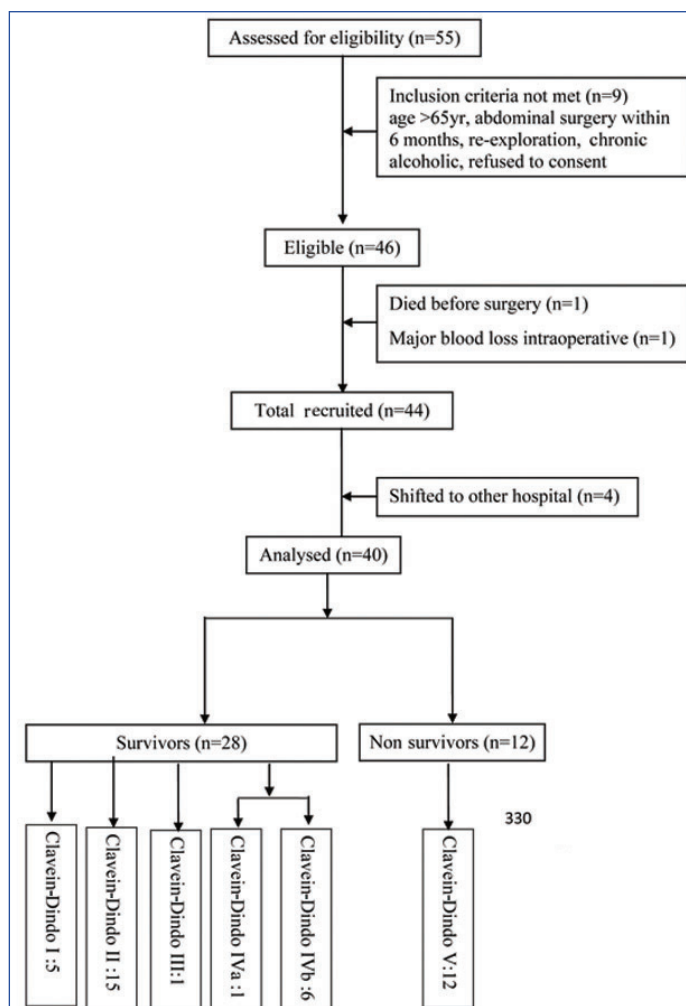 Assessed for eligibility (n=55)
Inclusion criteria not met (n=9)
age >65yr, abdominal surgery within
6 months, re-exploration, chronic
alcoholic, refused to consent
Eligible (n=46)
Died before surgery (n=1)
Major blood loss intraoperative (n=1)
Total recruited (n=44)
Shifted to other hospital (n=4)
Analysed (n=40)
Survivors (n=28)
Non survivors (n=12)
Clavein-Dindo I :5
Clavein-Dindo II :15
Clavein-Dindo III:1
Clavein-Dindo IVa :1
Clavein-Dindo IVb :6
Clavein-Dindo V:12
330